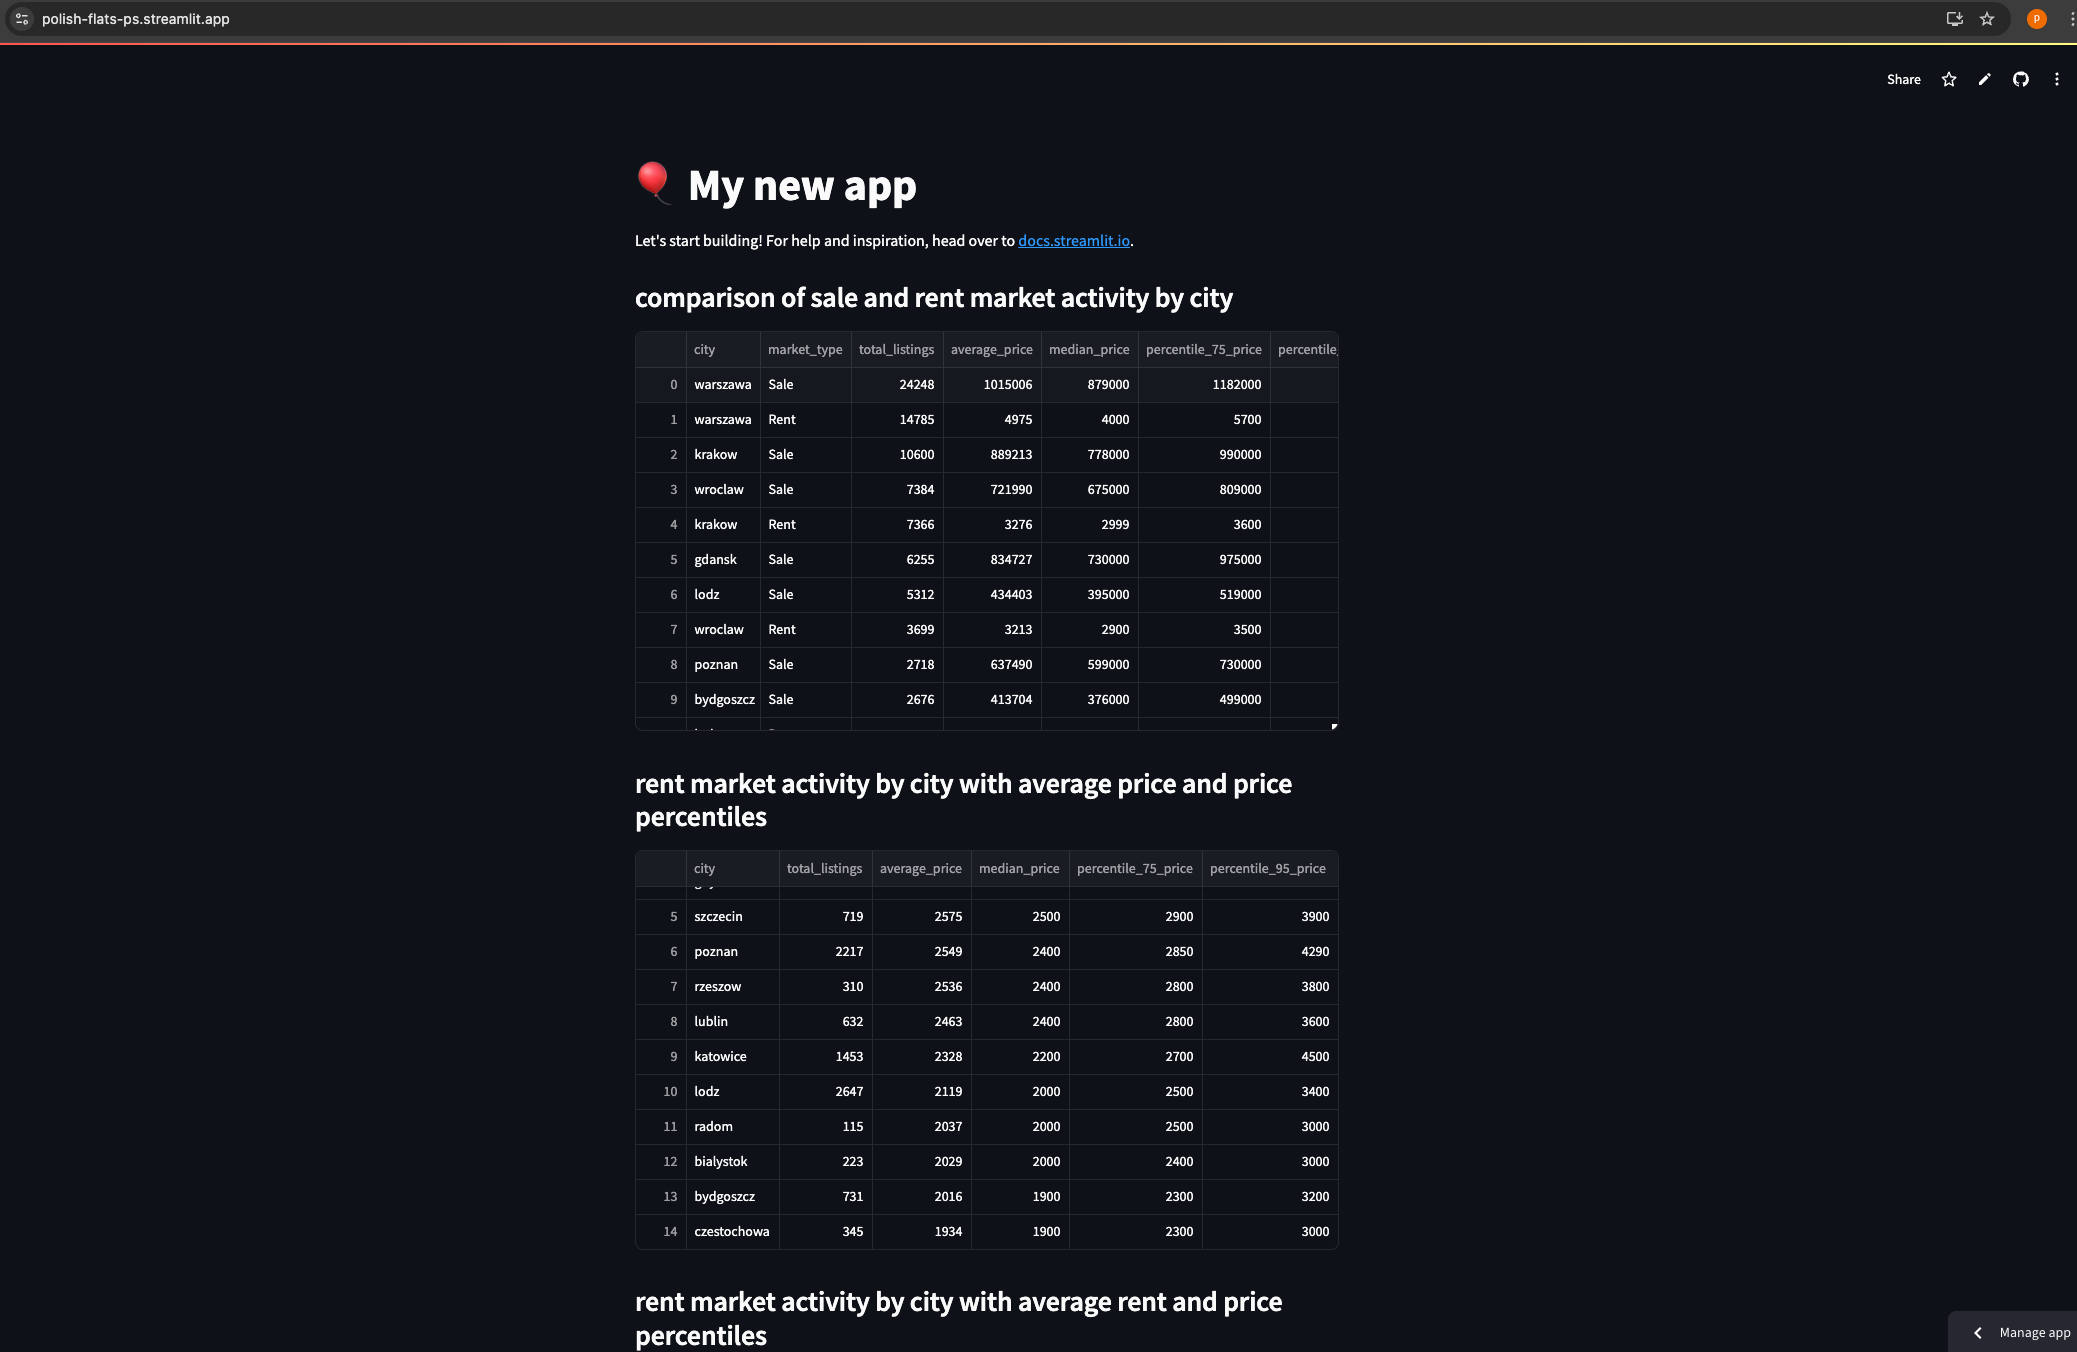 polish-flats-ps.streamlit.app
P
Share
My new app
Let's start building! For help and inspiration, head over to docs.streamlit.io.
comparison of sale and rent market activity by city
city market_type total_listings average_price median_price percentile_75_price percentile_
0 warszawa Sale 24248 1015006 879000 1182000
1 warszawa Rent 14785 4975 4000 5700
2 krakow Sale 10600 889213 778000 990000
3 wroclaw Sale 7384 721990 675000 809000
4 krakow Rent 7366 3276 2999 3600
5 gdansk Sale 6255 834727 730000 975000
6 lodz Sale 5312 434403 395000 519000
7 wroclaw Rent 3699 3213 2900 3500
8 poznan Sale 2718 637490 599000 730000
9 bydgoszcz Sale 2676 413704 376000 499000
rent market activity by city with average price and price
percentiles
city total_listings average_price median_price percentile_75_price percentile_95_price
5 szczecin 719 2575 2500 2900 3900
6 poznan 2217 2549 2400 2850 4290
7 rzeszow 310 2536 2400 2800 3800
8 lublin 632 2463 2400 2800 3600
9 katowice 1453 2328 2200 2700 4500
10 lodz 2647 2119 2000 2500 3400
11 radom 115 2037 2000 2500 3000
12 bialystok 223 2029 2000 2400 3000
13 bydgoszcz 731 2016 1900 2300 3200
14 czestochowa 345 1934 1900 2300 3000
rent market activity by city with average rent and price
percentiles
Manage app